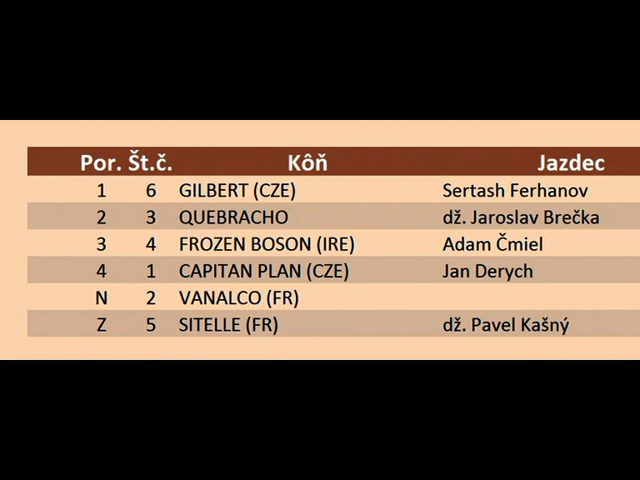 Por. Št.č. Kôň Jazdec
1 6 GILBERT (CZE) Sertash Ferhanov
2 3 QUEBRACHO dž. Jaroslav Brečka
3 4 FROZEN BOSON (IRE) Adam Čmiel
4 1 CAPITAN PLAN (CZE) Jan Derych
N 2 VANALCO (FR)
Z 5 SITELLE (FR) dž. Pavel Kašný